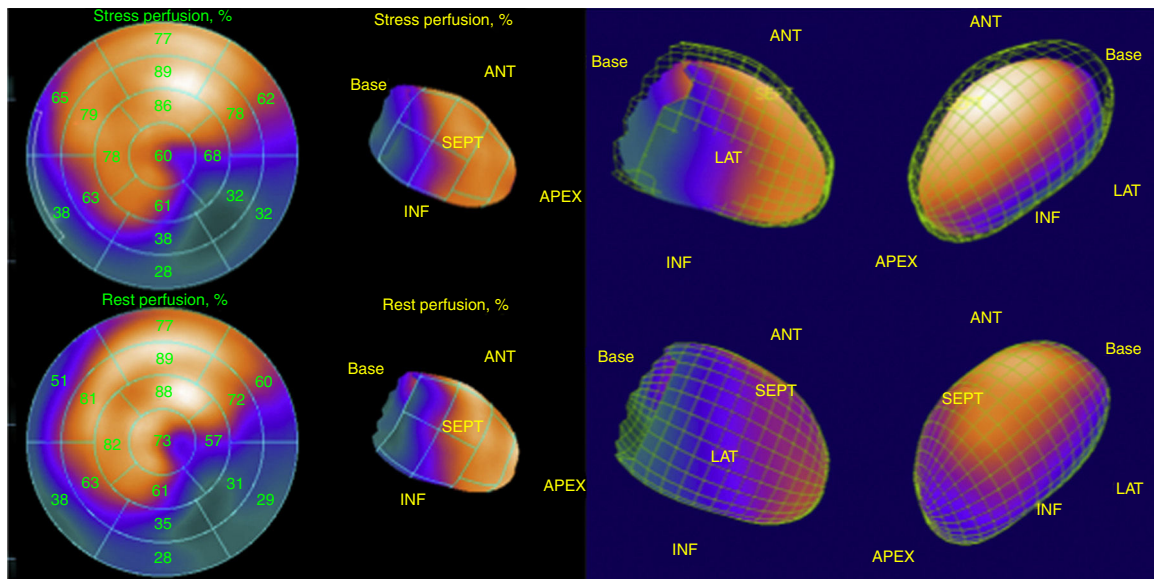 Stress perfusion, %
77
89
86
65
79
78
62
78
60
68
63
61
32
38
32
38
28
Stress perfusion, %
Base
ANT
SEPT
INF
APEX
ANT
Base
SEPT
LAT
INF
ANT
Base
LAT
INF
APEX
Rest perfusion, %
77
89
88
51
81
60
72
82
73
57
63
61
31
38
29
35
28
Rest perfusion, %
ANT
Base
SEPT
INF
APEX
ANT
Base
SEPT
LAT
INF
ANT
Base
SEPT
LAT
INF
APEX